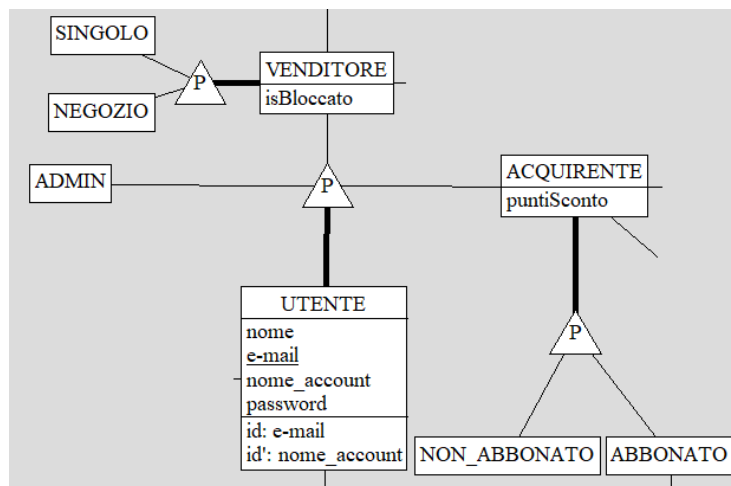 SINGOLO
NEGOZIO
P
VENDITORE
isBloccato
ADMIN
P
ACQUIRENTE
puntiSconto
UTENTE
nome
e-mail
nome_account
password
id: e-mail
id': nome_account
P
NON_ABBONATO
ABBONATO